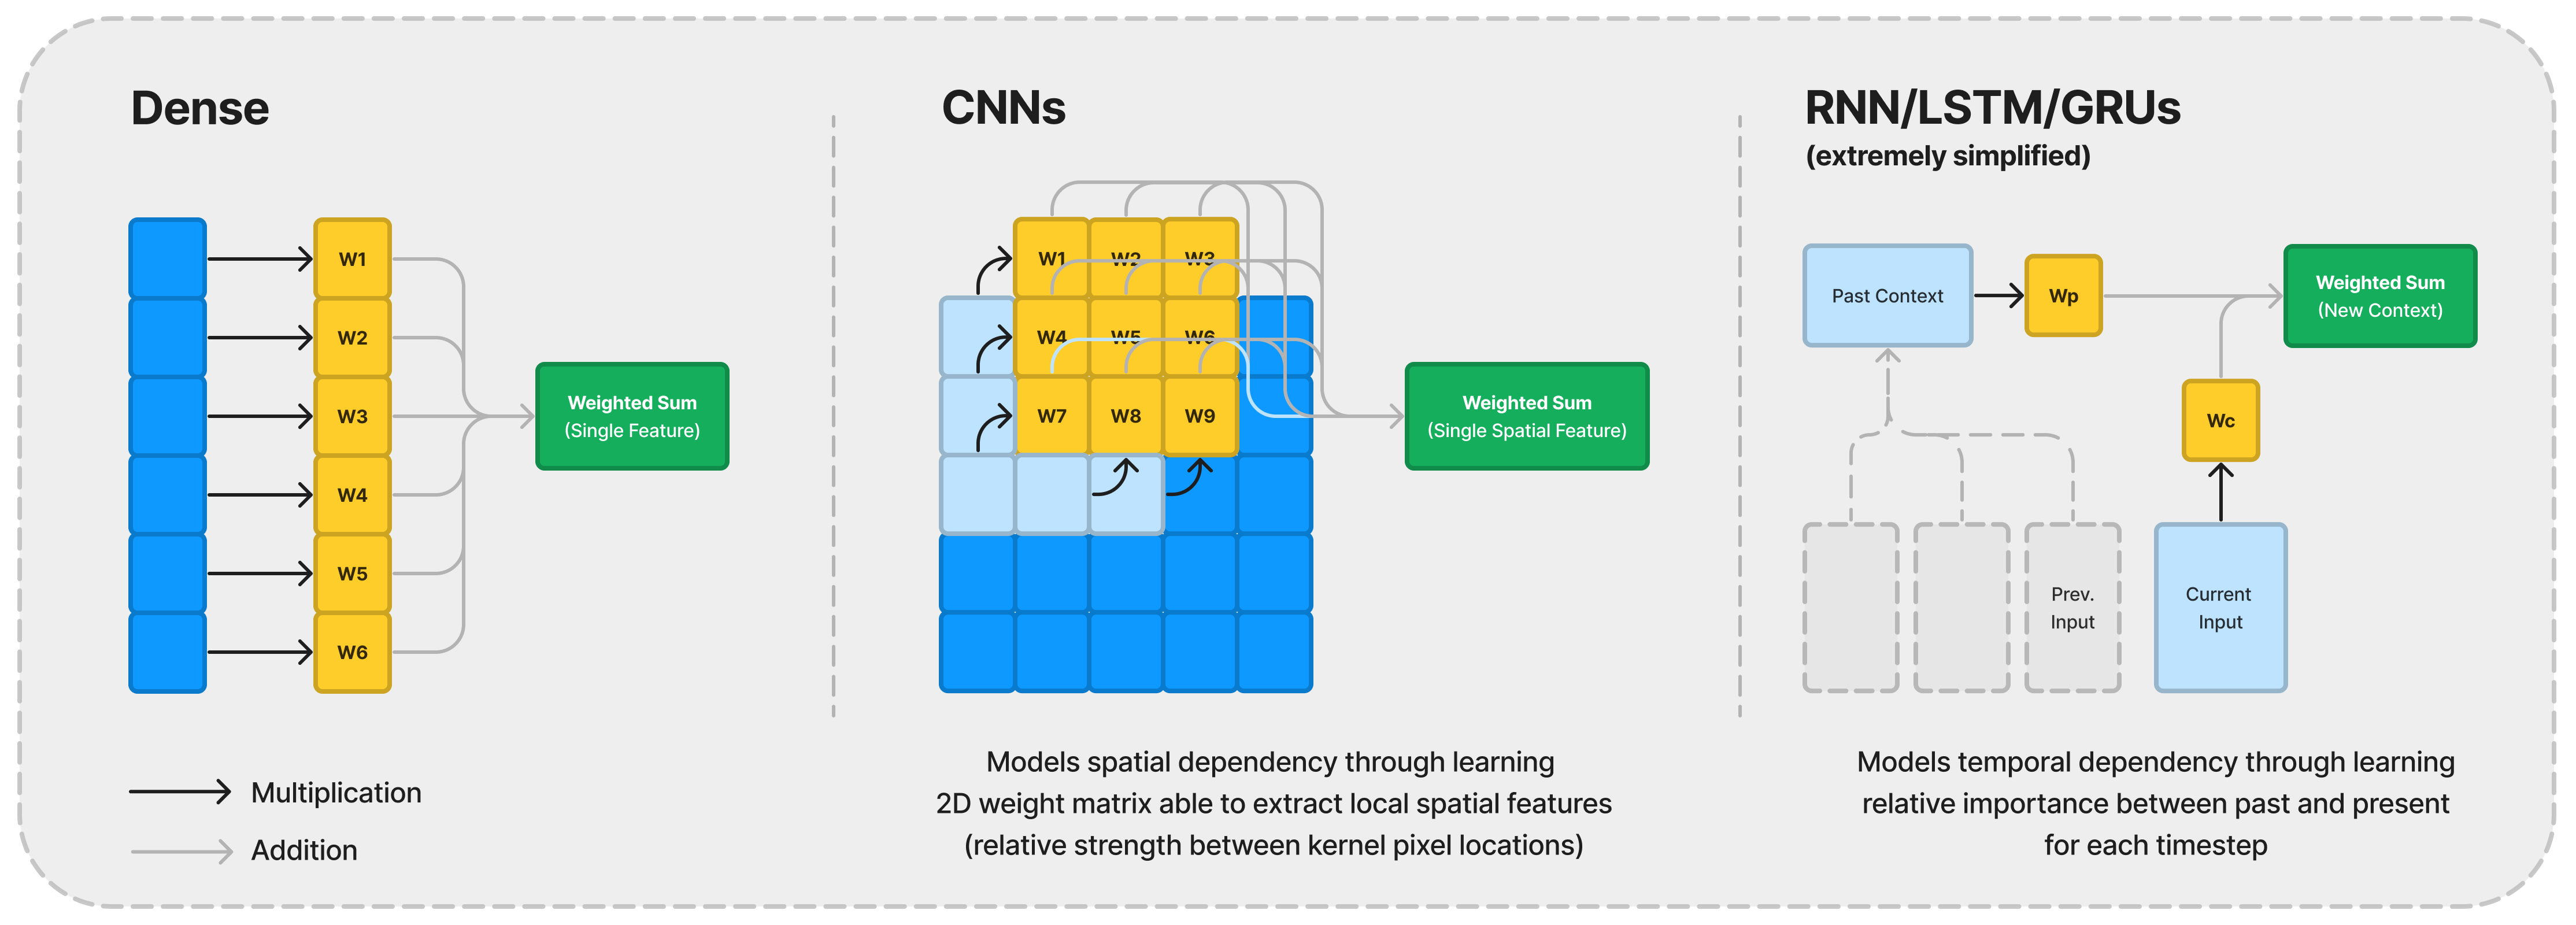 Dense
W1
W2
W3
W4
W5
W6
Weighted Sum
(Single Feature)
Multiplication
Addition
CNNs
W1
W2
W3
W4
W5
W6
W7
W8
W9
Weighted Sum
(Single Spatial Feature)
Models spatial dependency through learning
2D weight matrix able to extract local spatial features
(relative strength between kernel pixel locations)
RNN/LSTM/GRUs
(extremely simplified)
Past Context
Wp
Weighted Sum
(New Context)
Wc
Prev.
Input
Current
Input
Models temporal dependency through learning
relative importance between past and present
for each timestep